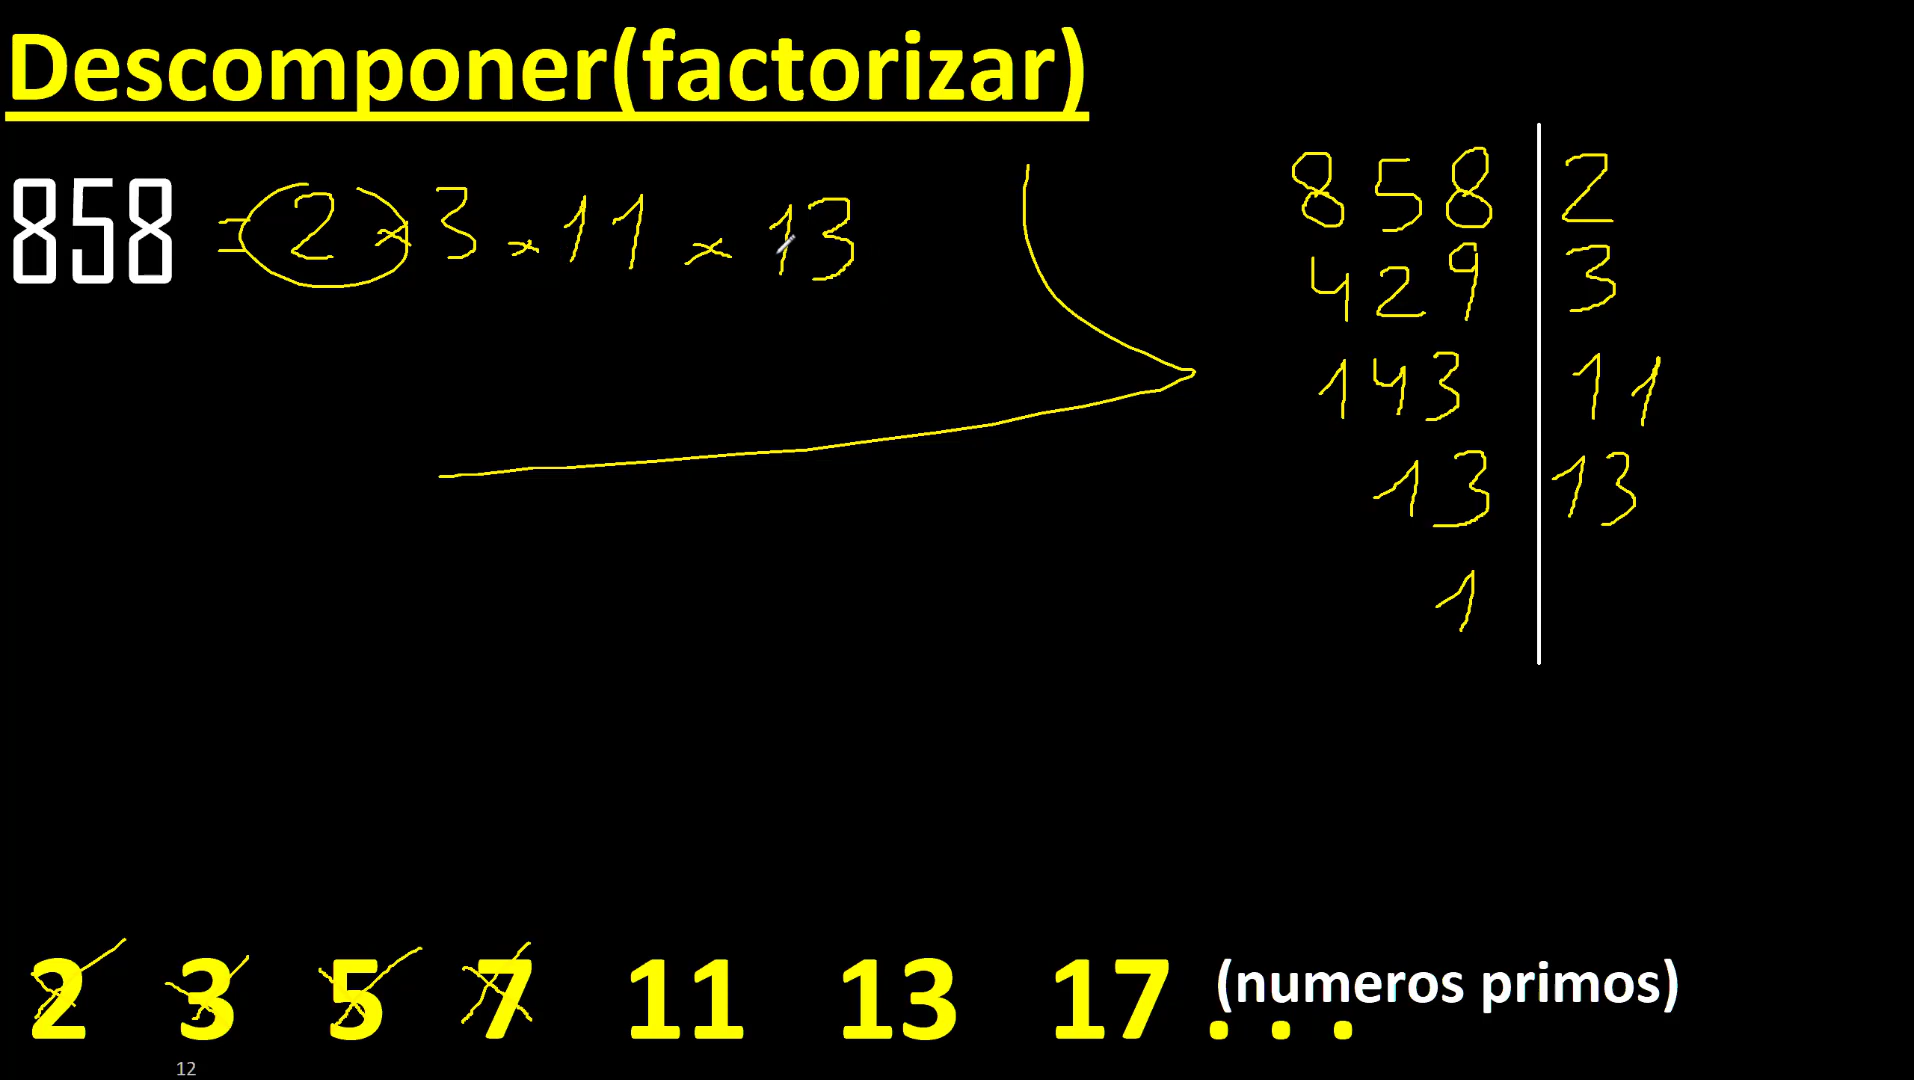 Descomponer(factorizar)
858 = 2 x 3 x 11 x 13
858 2
429 3
143 11
13 13
1
2 3 5 7 11 13 17 . . . (numeros primos)
12